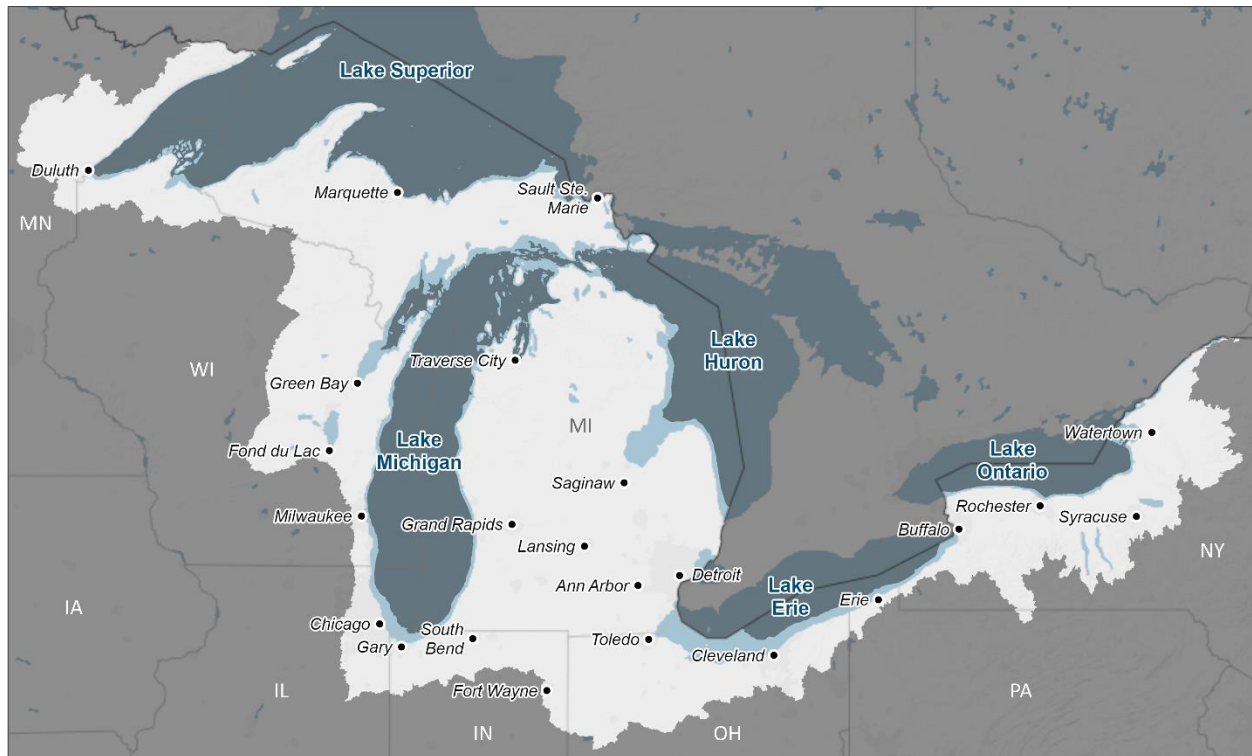 Lake Superior
Duluth
Marquette
Sault Ste.
Marie
MN
WI
Traverse City
Green Bay
Lake
Huron
MI
Fond du Lac
Lake
Michigan
Watertown
Lake
Ontario
Saginaw
Milwaukee
Grand Rapids
Lansing
Rochester
Syracuse
Buffalo
NY
Detroit
Ann Arbor
Lake
Erie
Erie
IA
Chicago
Gary
South
Bend
Toledo
Cleveland
Fort Wayne
IL
IN
OH
PA